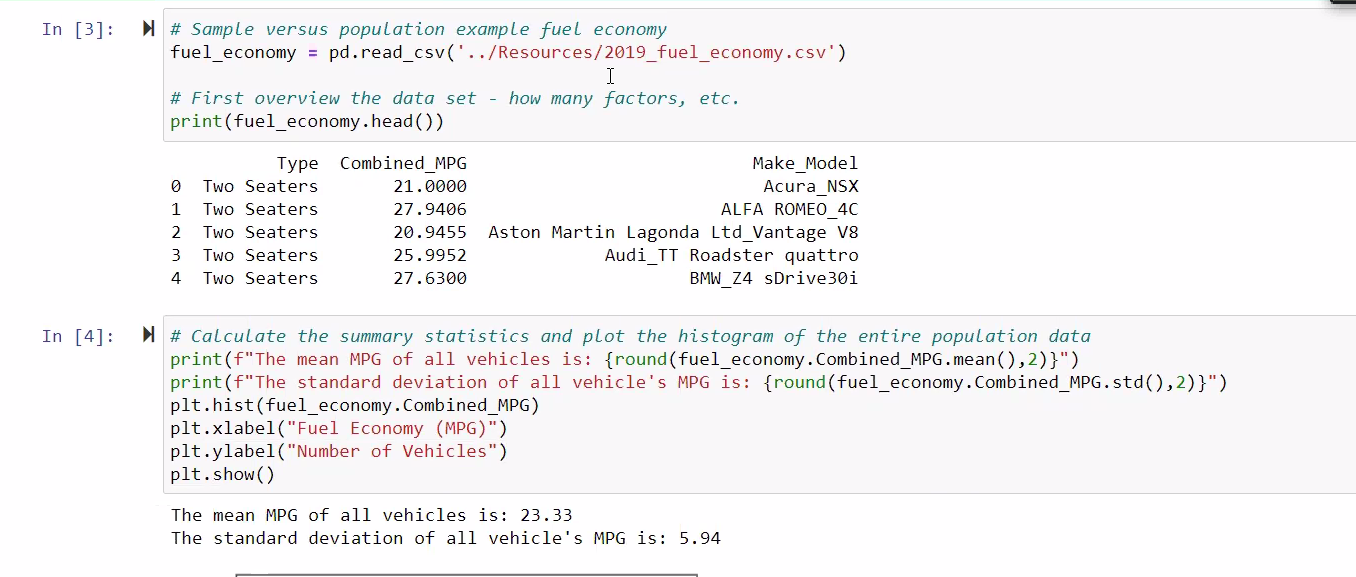 In [3]:
# Sample versus population example fuel economy
fuel_economy = pd.read_csv('../Resources/2019_fuel_economy.csv')
# First overview the data set - how many factors, etc.
print(fuel_economy.head())
Type Combined_MPG Make_Model
0 Two Seaters 21.0000 Acura_NSX
1 Two Seaters 27.9406 ALFA ROMEO_4C
2 Two Seaters 20.9455 Aston Martin Lagonda Ltd_Vantage V8
3 Two Seaters 25.9952 Audi_TT Roadster quattro
4 Two Seaters 27.6300 BMW_Z4 sDrive30i
In [4]:
# Calculate the summary statistics and plot the histogram of the entire population data
print(f"The mean MPG of all vehicles is: {round(fuel_economy.Combined_MPG.mean(),2)}")
print(f"The standard deviation of all vehicle's MPG is: {round(fuel_economy.Combined_MPG.std(),2)}")
plt.hist(fuel_economy.Combined_MPG)
plt.xlabel("Fuel Economy (MPG)")
plt.ylabel("Number of Vehicles")
plt.show()
The mean MPG of all vehicles is: 23.33
The standard deviation of all vehicle's MPG is: 5.94